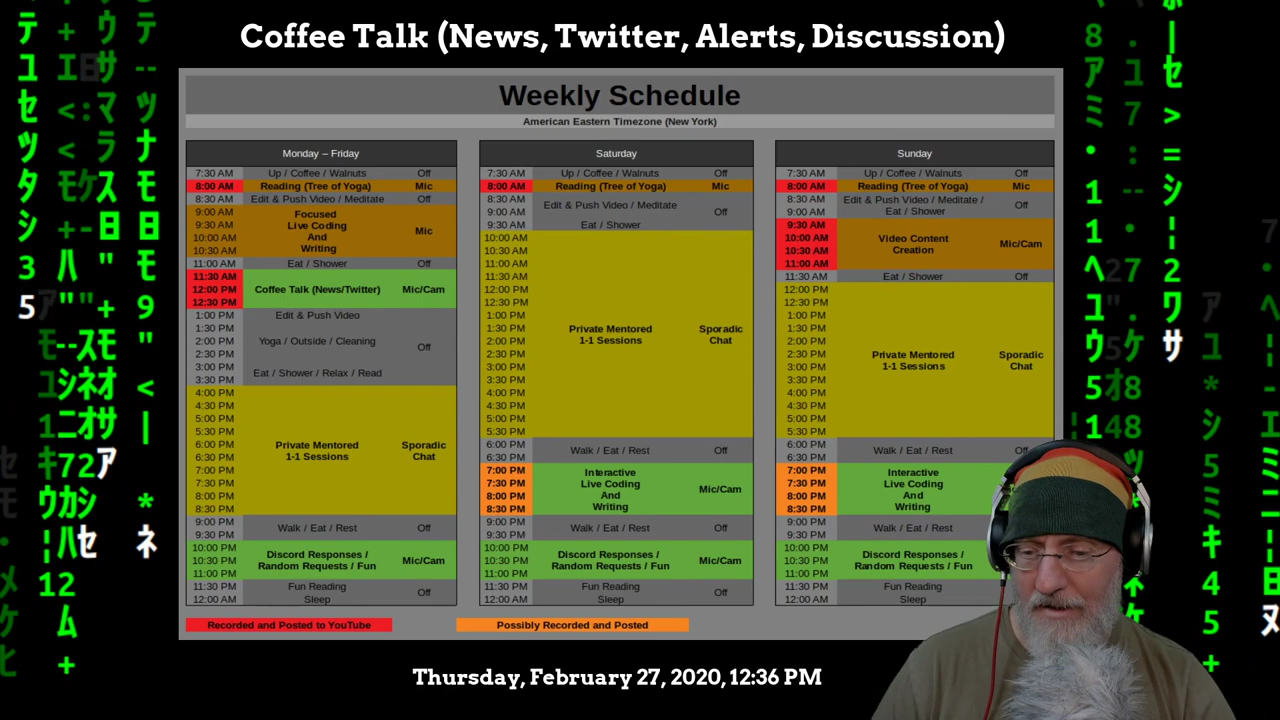 Coffee Talk (News, Twitter, Alerts, Discussion)
Weekly Schedule
American Eastern Timezone (New York)
Monday – Friday
7:30 AM Up / Coffee / Walnuts Off
8:00 AM Reading (Tree of Yoga) Mic
8:30 AM Edit & Push Video / Meditate Off
9:00 AM Focused
9:30 AM Live Coding
10:00 AM And
10:30 AM Writing
Mic
11:00 AM Eat / Shower Off
11:30 AM
12:00 PM Coffee Talk (News/Twitter) Mic/Cam
12:30 PM
1:00 PM Edit & Push Video
1:30 PM
2:00 PM Yoga / Outside / Cleaning
Off
2:30 PM
3:00 PM
3:30 PM Eat / Shower / Relax / Read
4:00 PM
4:30 PM
5:00 PM
5:30 PM
6:00 PM Private Mentored Sporadic
6:30 PM 1-1 Sessions Chat
7:00 PM
7:30 PM
8:00 PM
8:30 PM
9:00 PM Walk / Eat / Rest Off
9:30 PM
10:00 PM Discord Responses /
10:30 PM Random Requests / Fun Mic/Cam
11:00 PM
11:30 PM Fun Reading Off
12:00 AM Sleep
Saturday
7:30 AM Up / Coffee / Walnuts Off
8:00 AM Reading (Tree of Yoga) Mic
8:30 AM Edit & Push Video / Meditate
9:00 AM Off
9:30 AM Eat / Shower
10:00 AM
10:30 AM
11:00 AM
11:30 AM
12:00 PM
12:30 PM
1:00 PM
1:30 PM Private Mentored Sporadic
2:00 PM 1-1 Sessions Chat
2:30 PM
3:00 PM
3:30 PM
4:00 PM
4:30 PM
5:00 PM
5:30 PM
6:00 PM Walk / Eat / Rest Off
6:30 PM
7:00 PM Interactive
7:30 PM Live Coding Mic/Cam
8:00 PM And
8:30 PM Writing
9:00 PM Walk / Eat / Rest Off
9:30 PM
10:00 PM Discord Responses /
10:30 PM Random Requests / Fun Mic/Cam
11:00 PM
11:30 PM Fun Reading Off
12:00 AM Sleep
Sunday
7:30 AM Up / Coffee / Walnuts Off
8:00 AM Reading (Tree of Yoga) Mic
8:30 AM Edit & Push Video / Meditate / Off
9:00 AM Eat / Shower
9:30 AM
10:00 AM Video Content Mic/Cam
10:30 AM Creation
11:00 AM
11:30 AM Eat / Shower Off
12:00 PM
12:30 PM
1:00 PM
1:30 PM
2:00 PM
2:30 PM Private Mentored Sporadic
3:00 PM 1-1 Sessions Chat
3:30 PM
4:00 PM
4:30 PM
5:00 PM
5:30 PM
6:00 PM Walk / Eat / Rest
6:30 PM
7:00 PM Interactive
7:30 PM Live Coding
8:00 PM And
8:30 PM Writing
9:00 PM Walk / Eat / Rest
9:30 PM
10:00 PM Discord Responses /
10:30 PM Random Requests / Fun
11:00 PM
11:30 PM Fun Reading
12:00 AM Sleep
Recorded and Posted to YouTube
Possibly Recorded and Posted
Thursday, February 27, 2020, 12:36 PM